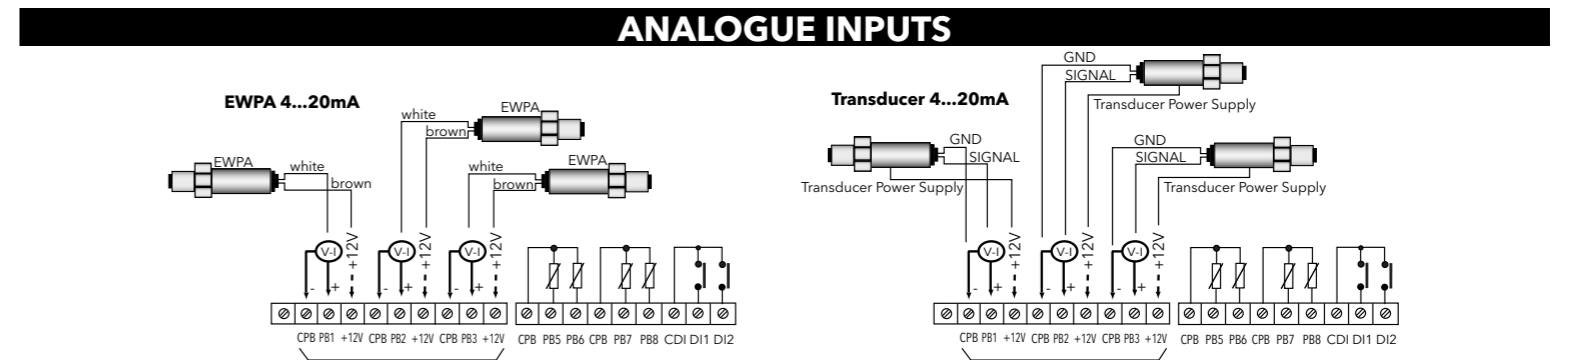 ANALOGUE INPUTS
EWPA 4...20mA
EWPA
white
brown
white
brown
EWPA
white
brown
EWPA
V-I
+12V
V-I
+12V
V-I
+12V
- +
- +
- +
CPB PB1 +12V CPB PB2 +12V CPB PB3 +12V CPB PB5 PB6 CPB PB7 PB8 CDI DI1 DI2
Transducer 4...20mA
GND
SIGNAL
Transducer Power Supply
GND
SIGNAL
Transducer Power Supply
GND
SIGNAL
Transducer Power Supply
V-I
+12V
V-I
+12V
V-I
+12V
- +
- +
- +
CPB PB1 +12V CPB PB2 +12V CPB PB3 +12V CPB PB5 PB6 CPB PB7 PB8 CDI DI1 DI2